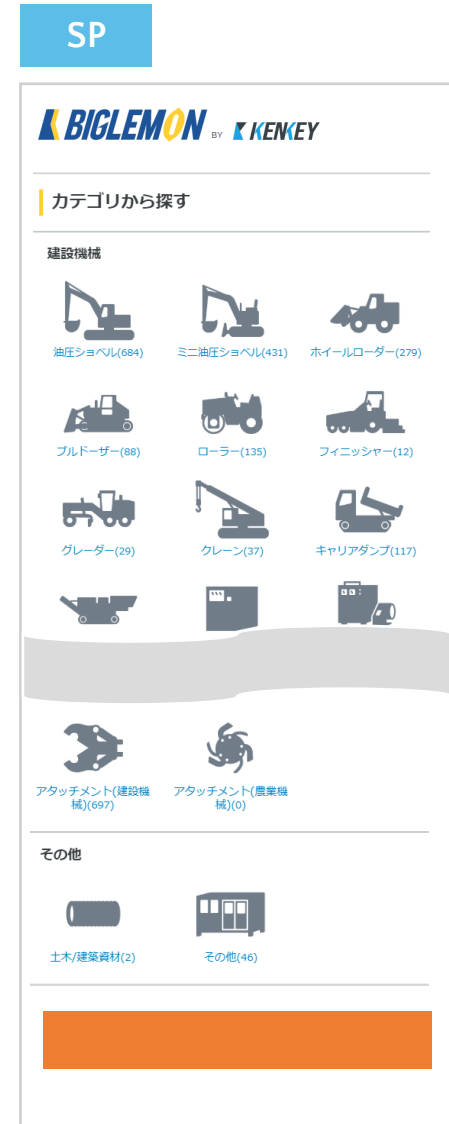 SP
BIGLEMON BY KENKEY
カテゴリから探す
建設機械
油圧ショベル(684)
ミニ油圧ショベル(431)
ホイールローダー(279)
ブルドーザー(88)
ローラー(135)
フィニッシャー(12)
グレーダー(29)
クレーン(37)
キャリアダンプ(117)
アタッチメント(建設機
械)(697)
アタッチメント(農業機
械)(0)
その他
土木/建築資材(2)
その他(46)